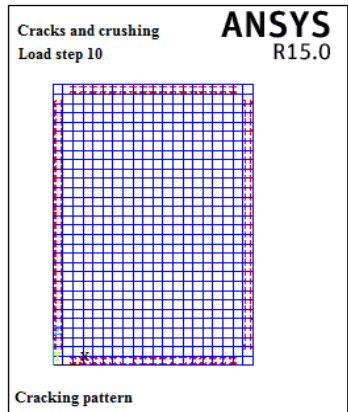 Cracks and crushing
Load step 10
ANSYS
R15.0
X
Cracking pattern